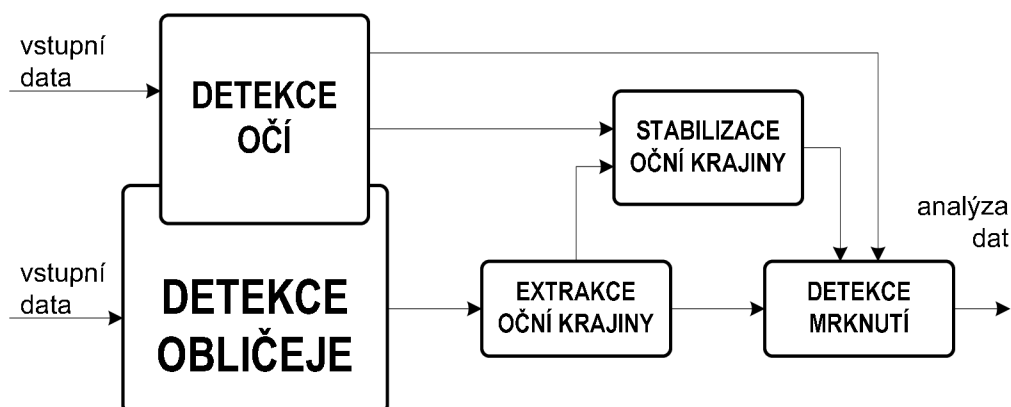 vstupní
data
DETEKCE
OČÍ
STABILIZACE
OČNÍ KRAJINY
analýza
dat
vstupní
data
DETEKCE
OBLIČEJE
EXTRAKCE
OČNÍ KRAJINY
DETEKCE
MRKNUTÍ